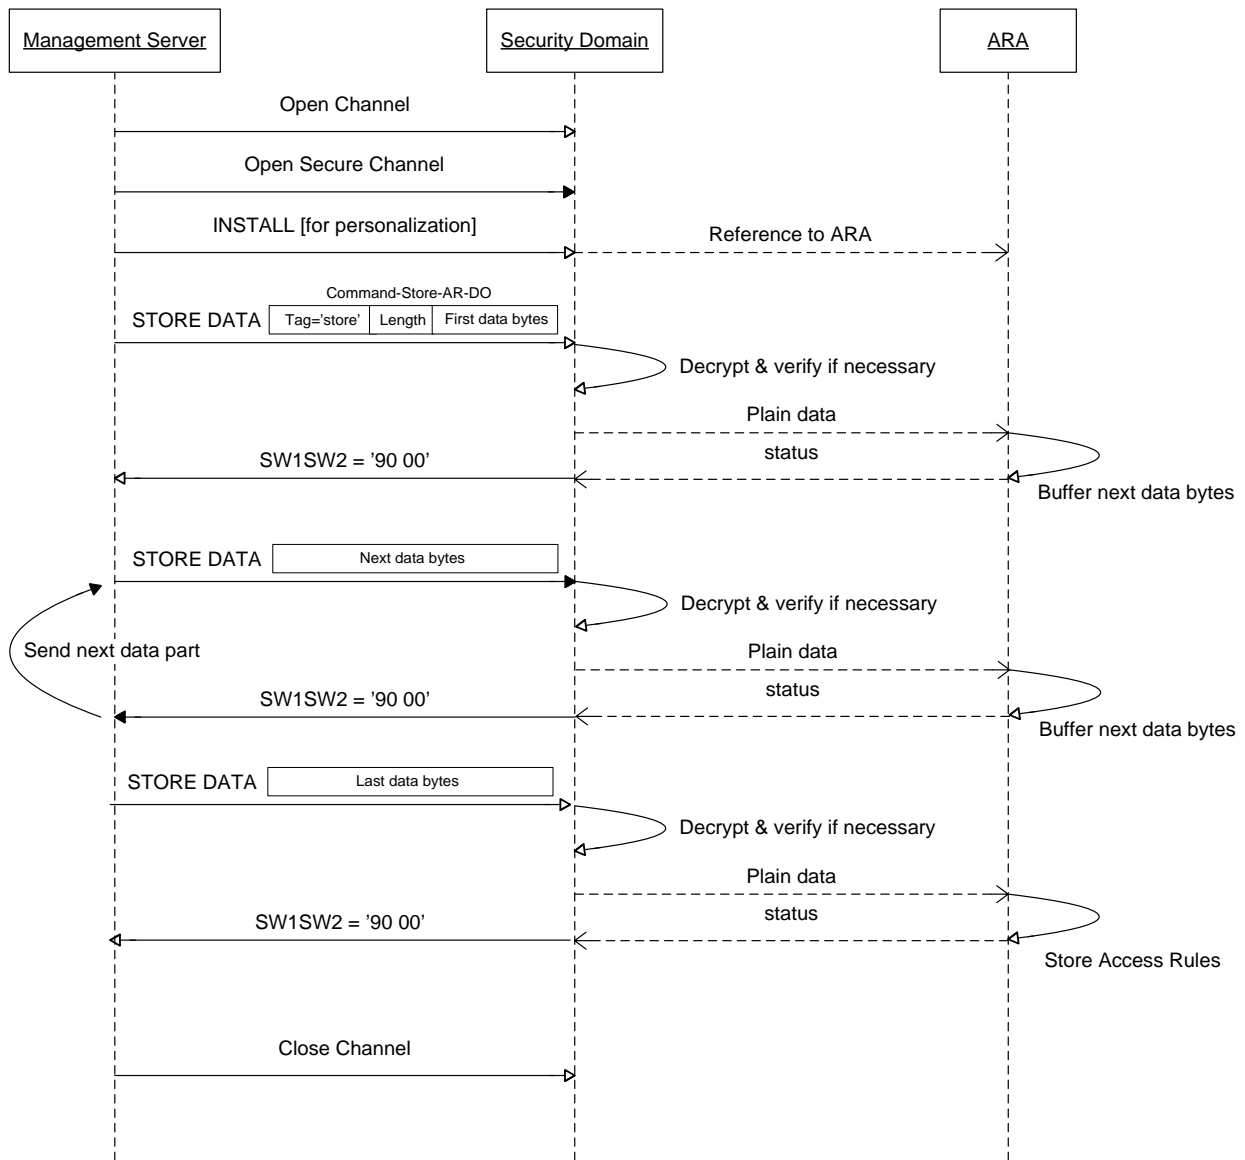 Management Server
Security Domain
ARA
Open Channel
Open Secure Channel
INSTALL [for personalization]
Reference to ARA
Command-Store-AR-DO
STORE DATA
Tag='store'
Length
First data bytes
Decrypt & verify if necessary
Plain data
status
SW1SW2 = '90 00'
Buffer next data bytes
STORE DATA
Next data bytes
Decrypt & verify if necessary
Send next data part
Plain data
status
SW1SW2 = '90 00'
Buffer next data bytes
STORE DATA
Last data bytes
Decrypt & verify if necessary
Plain data
status
SW1SW2 = '90 00'
Store Access Rules
Close Channel